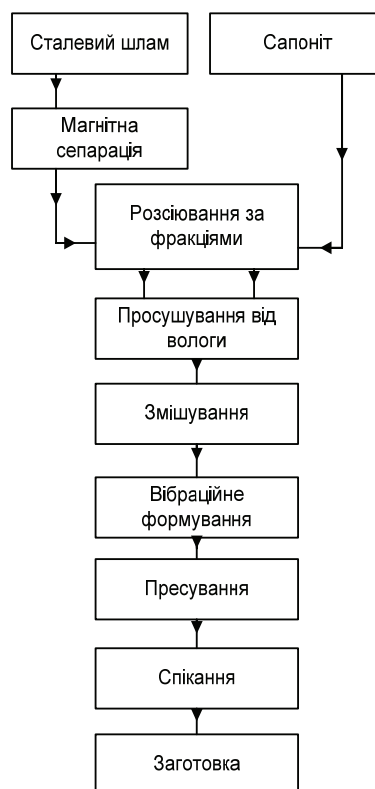 Сталевий шлам
Сапоніт
Магнітна
сепарація
Розсіювання за
фракціями
Просушування від
вологи
Змішування
Вібраційне
формування
Пресування
Спікання
Заготовка